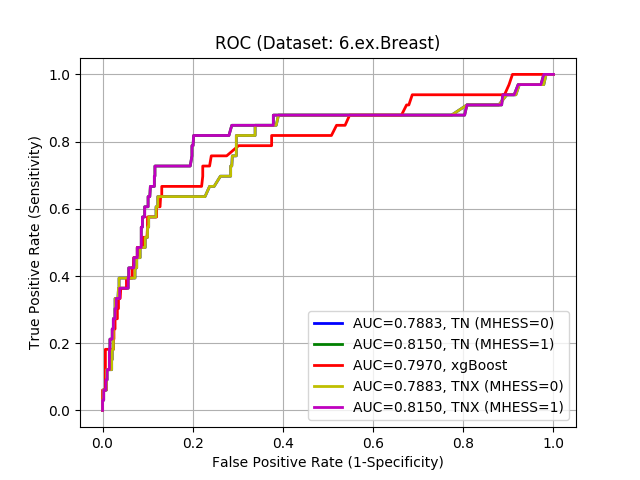 ROC (Dataset: 6.ex.Breast)
True Positive Rate (Sensitivity)
1.0
0.8
0.6
0.4
0.2
0.0
AUC=0.7883, TN (MHESS=0)
AUC=0.8150, TN (MHESS=1)
AUC=0.7970, xgBoost
AUC=0.7883, TNX (MHESS=0)
AUC=0.8150, TNX (MHESS=1)
0.0 0.2 0.4 0.6 0.8 1.0
False Positive Rate (1-Specificity)